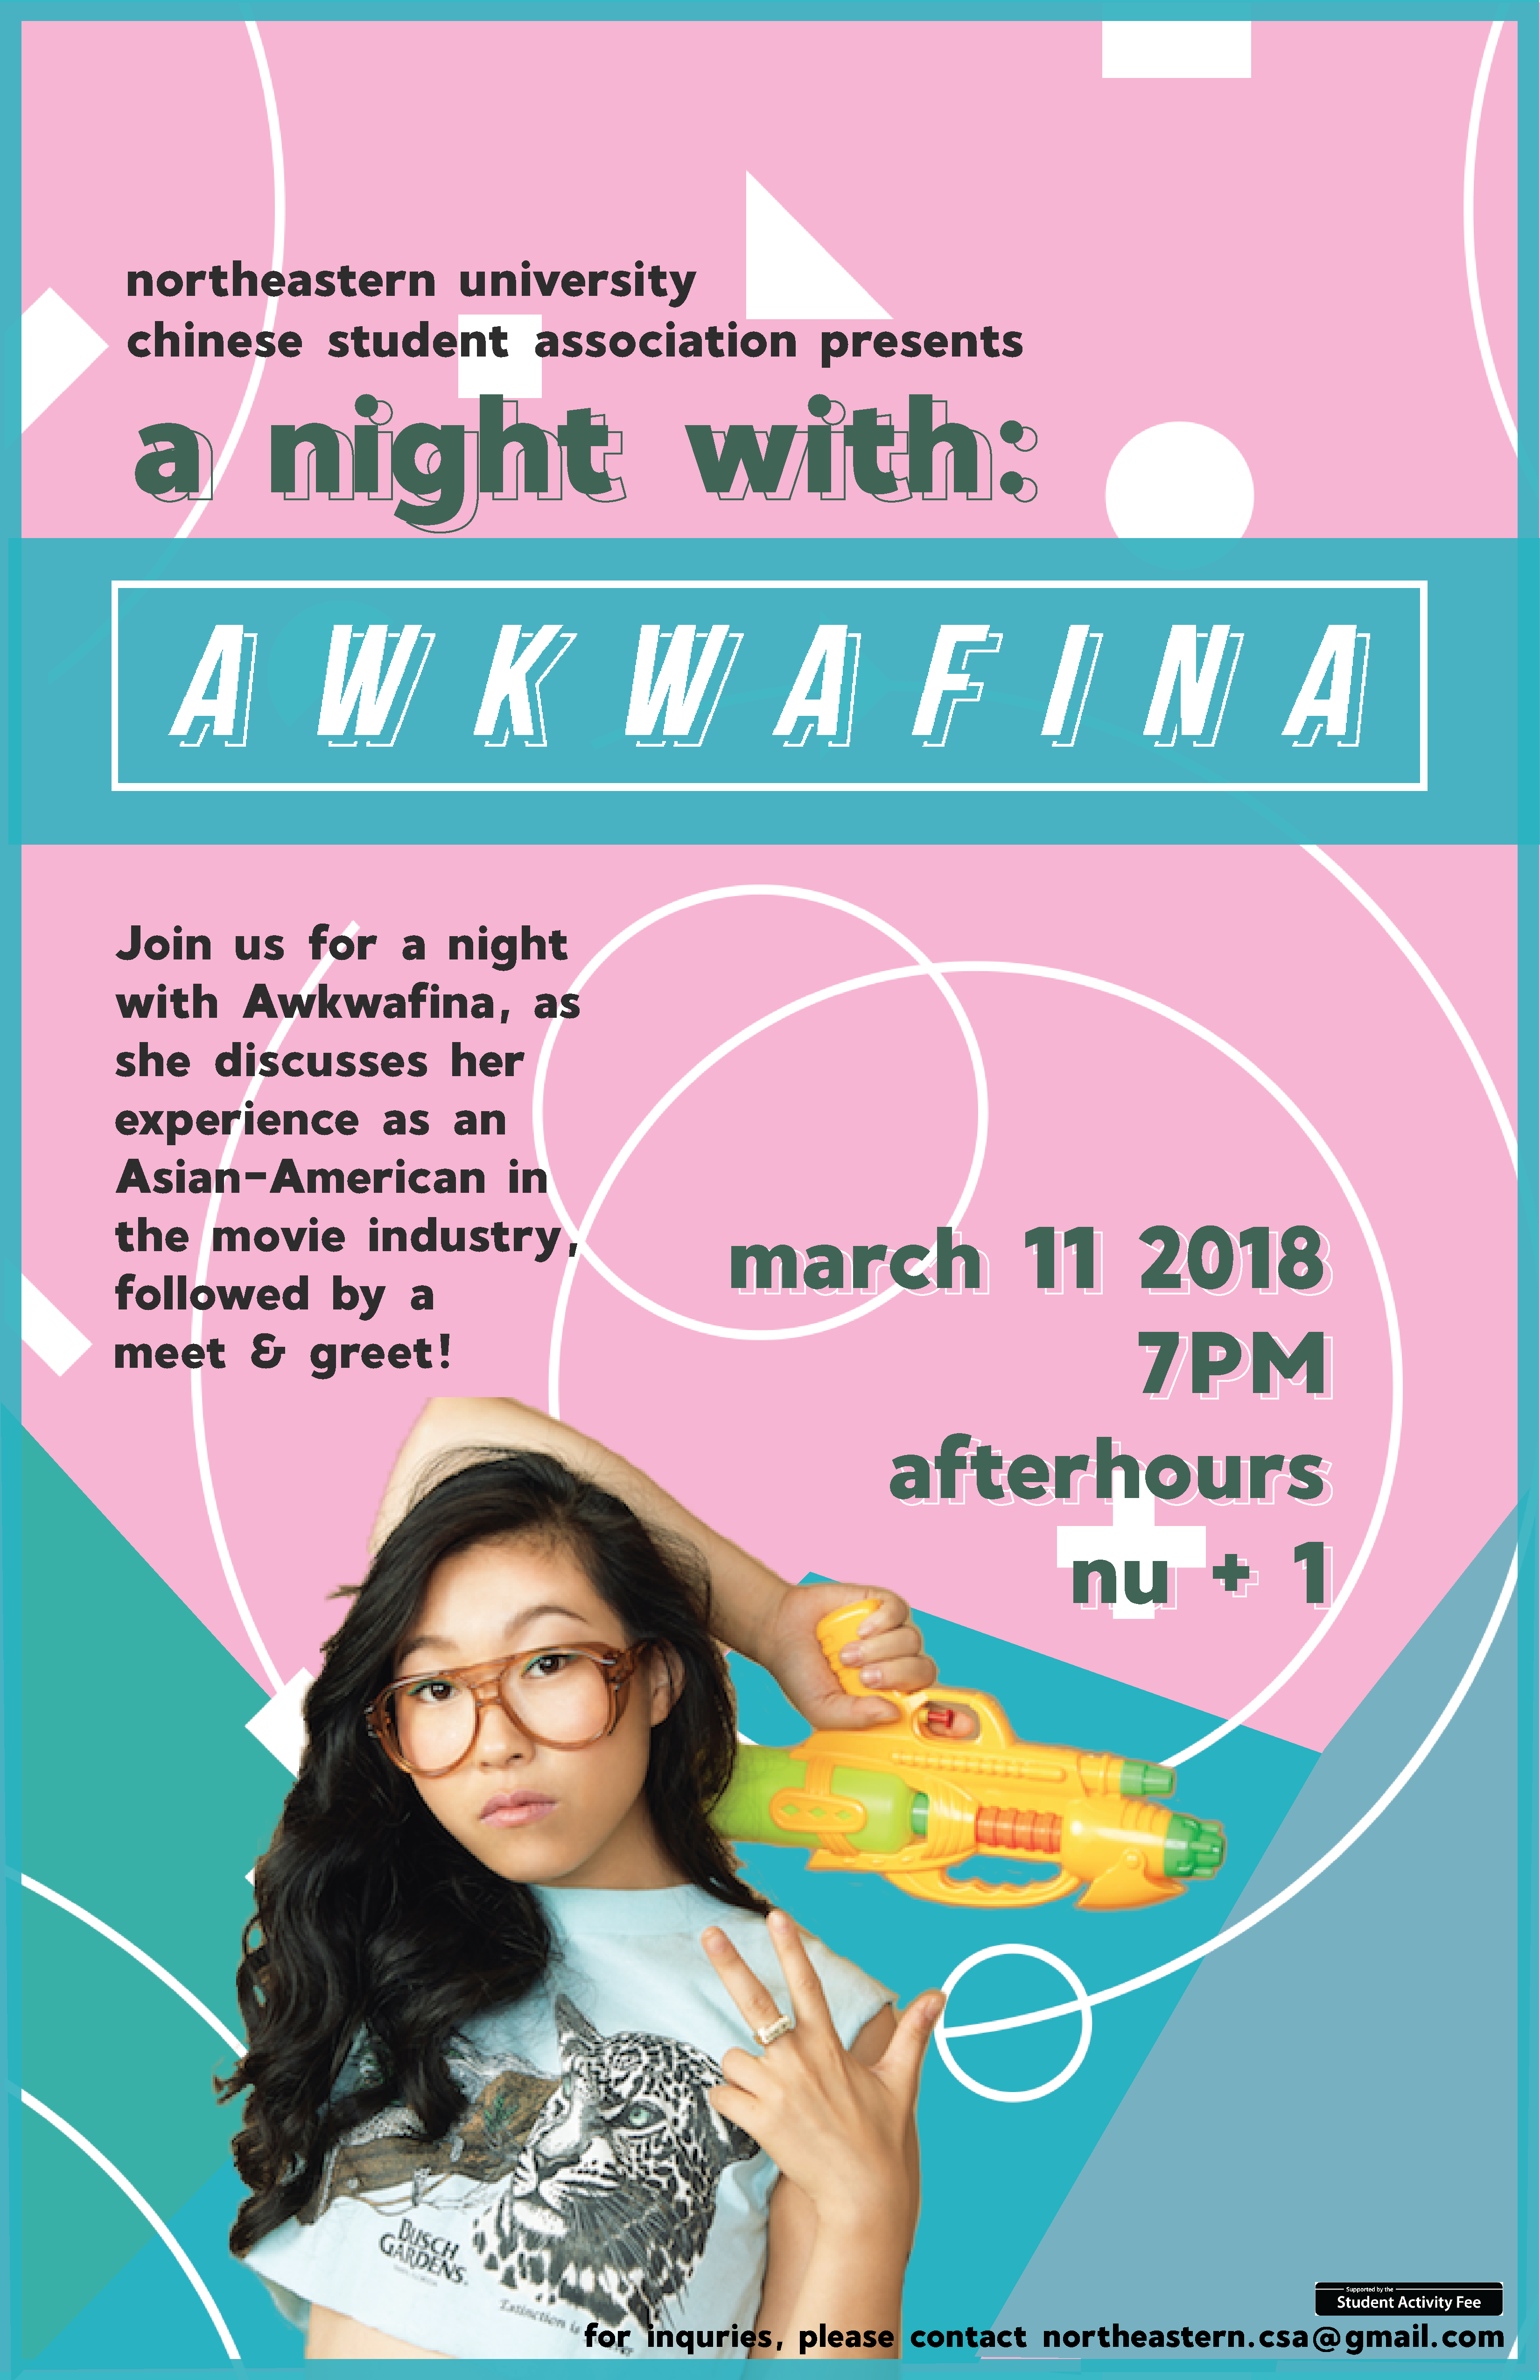 northeastern university
chinese student association presents
a night with:
AWKWAFINA
Join us for a night
with Awkwafina, as
she discusses her
experience as an
Asian-American in
the movie industry,
followed by a
meet & greet!
march 11 2018
7PM
afterhours
nu + 1
BUSCH
GARDENS
Extinction is
Supported by the
Student Activity Fee
for inquries, please contact northeastern.csa@gmail.com